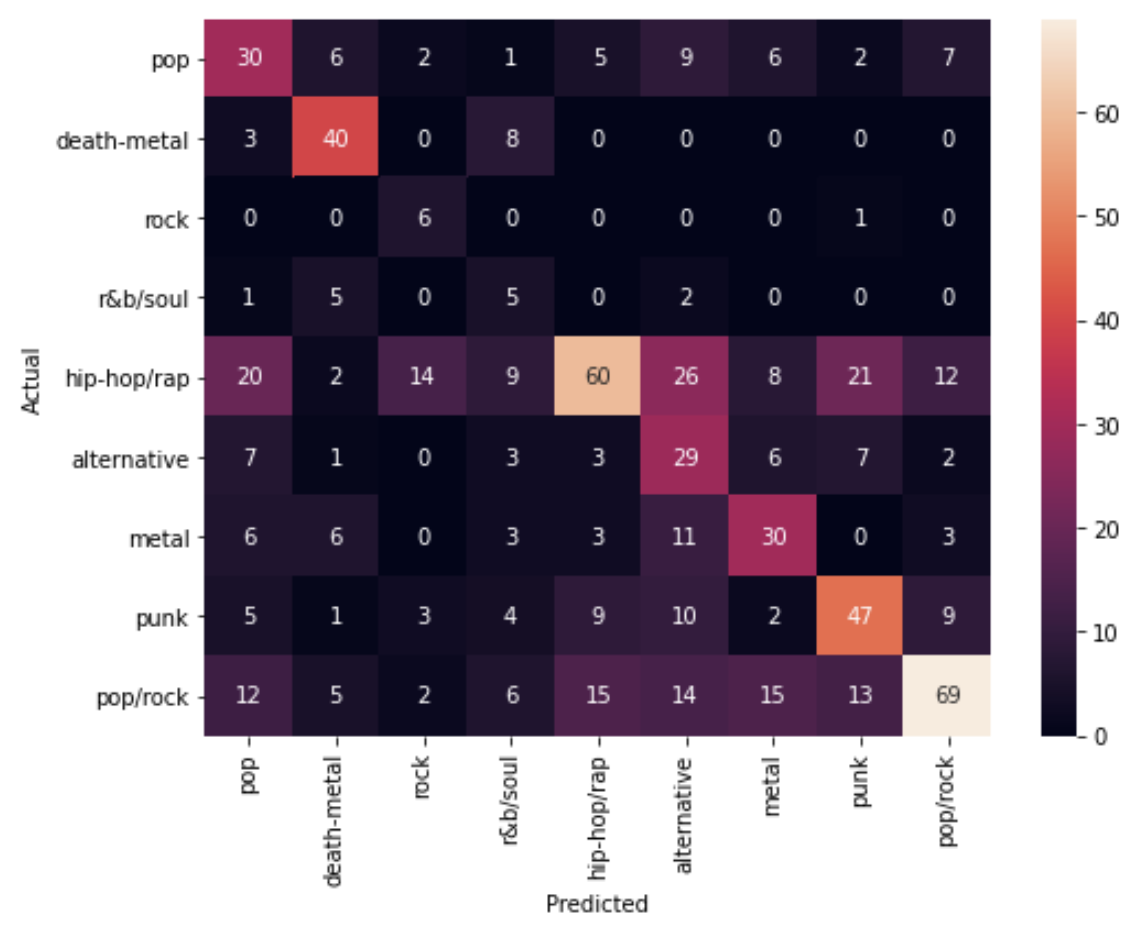 pop 30 6 2 1 5 9 6 2 7
death-metal 3 40 0 8 0 0 0 0 0
rock 0 0 6 0 0 0 0 1 0
r&b/soul 1 5 0 5 0 2 0 0 0
hip-hop/rap 20 2 14 9 60 26 8 21 12
alternative 7 1 0 3 3 29 6 7 2
metal 6 6 0 3 3 11 30 0 3
punk 5 1 3 4 9 10 2 47 9
pop/rock 12 5 2 6 15 14 15 13 69
Actual
pop death-metal rock r&b/soul hip-hop/rap alternative metal punk pop/rock
Predicted
60
50
40
30
20
10
0